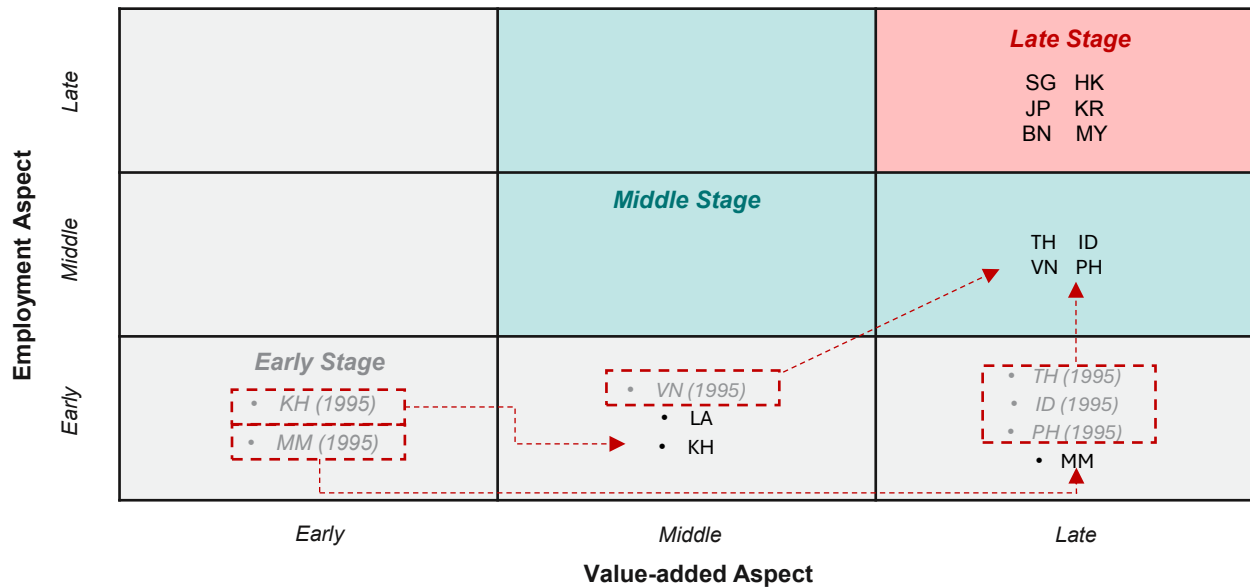 Late Stage
SG HK
JP KR
BN MY
Late
Middle Stage
TH ID
VN PH
Middle
Employment Aspect
Early Stage
• KH (1995)
• MM (1995)
• VN (1995)
• LA
• KH
• TH (1995)
• ID (1995)
• PH (1995)
• MM
Early
Early Middle Late
Value-added Aspect